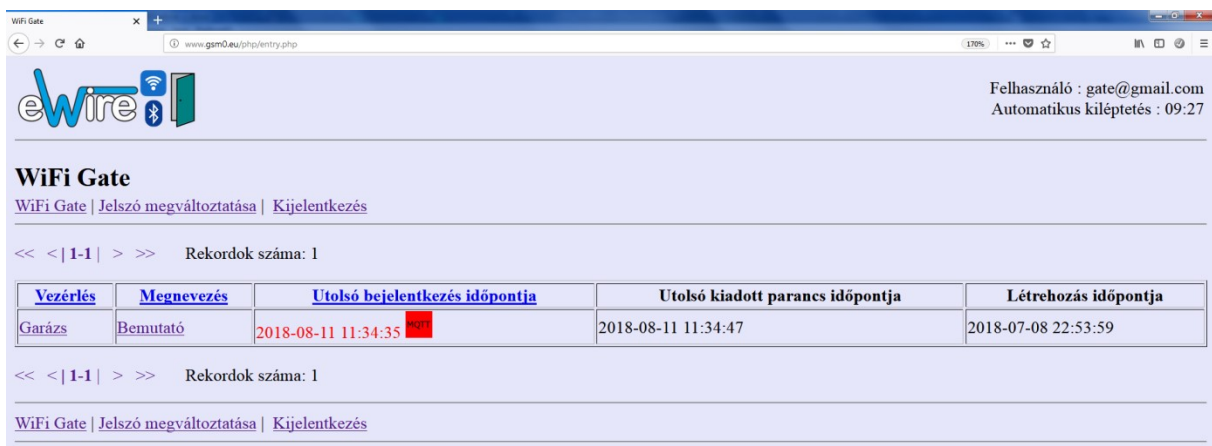 WiFi Gate
www.gsm0.eu/php/entry.php
170%
eWire
Felhasználó : gate@gmail.com
Automatikus kiléptetés : 09:27
WiFi Gate
WiFi Gate | Jelszó megváltoztatása | Kijelentkezés
<< < | 1-1 | > >> Rekordok száma: 1
Vezérlés Megnevezés Utolsó bejelentkezés időpontja Utolsó kiadott parancs időpontja Létrehozás időpontja
Garázs Bemutató 2018-08-11 11:34:35 MQTT 2018-08-11 11:34:47 2018-07-08 22:53:59
<< < | 1-1 | > >> Rekordok száma: 1
WiFi Gate | Jelszó megváltoztatása | Kijelentkezés